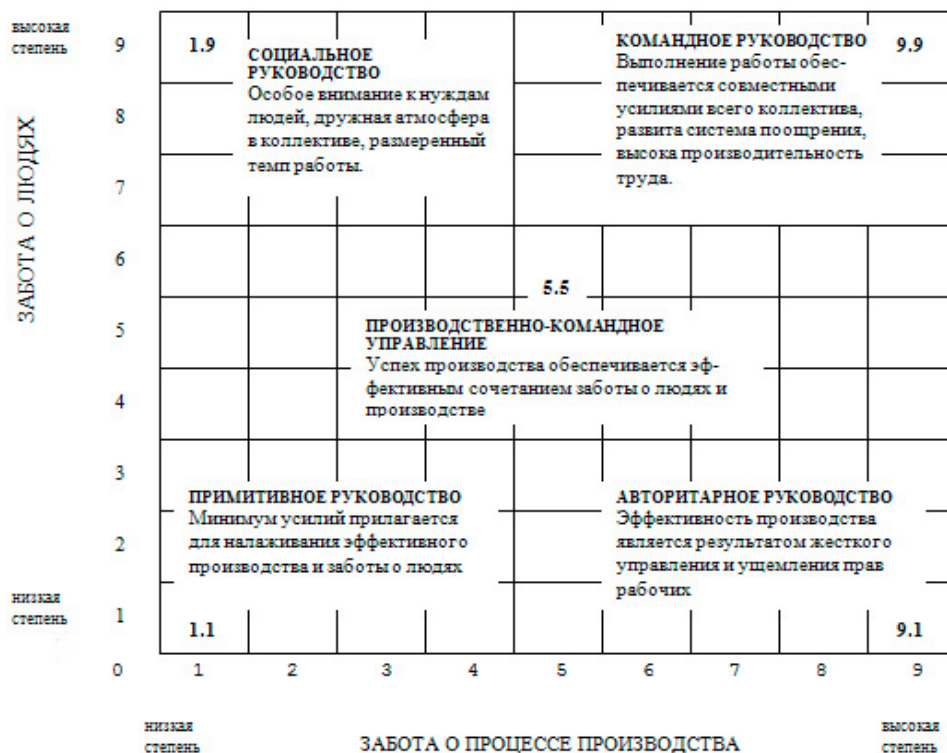 высокая
степень
ЗАБОТА О ЛЮДЯХ
9
8
7
6
5
4
3
2
1
0
низкая
степень
1.9
СОЦИАЛЬНОЕ
РУКОВОДСТВО
Особое внимание к нуждам
людей, дружная атмосфера
в коллективе, размеренный
темп работы.
КОМАНДНОЕ РУКОВОДСТВО
9.9
Выполнение работы обес-
печивается совместными
усилиями всего коллектива,
развита система поощрения,
высока производительность
труда.
5.5
ПРОИЗВОДСТВЕННО-КОМАНДНОЕ
УПРАВЛЕНИЕ
Успех производства обеспечивается эф-
фективным сочетанием заботы о людях и
производстве
ПРИМИТИВНОЕ РУКОВОДСТВО
Минимум усилий прилагается
для налаживания эффективного
производства и заботы о людях
1.1
АВТОРИТАРНОЕ РУКОВОДСТВО
Эффективность производства
является результатом жесткого
управления и ущемления прав
рабочих
9.1
1 2 3 4 5 6 7 8 9
низкая
степень
ЗАБОТА О ПРОЦЕССЕ ПРОИЗВОДСТВА
высокая
степень